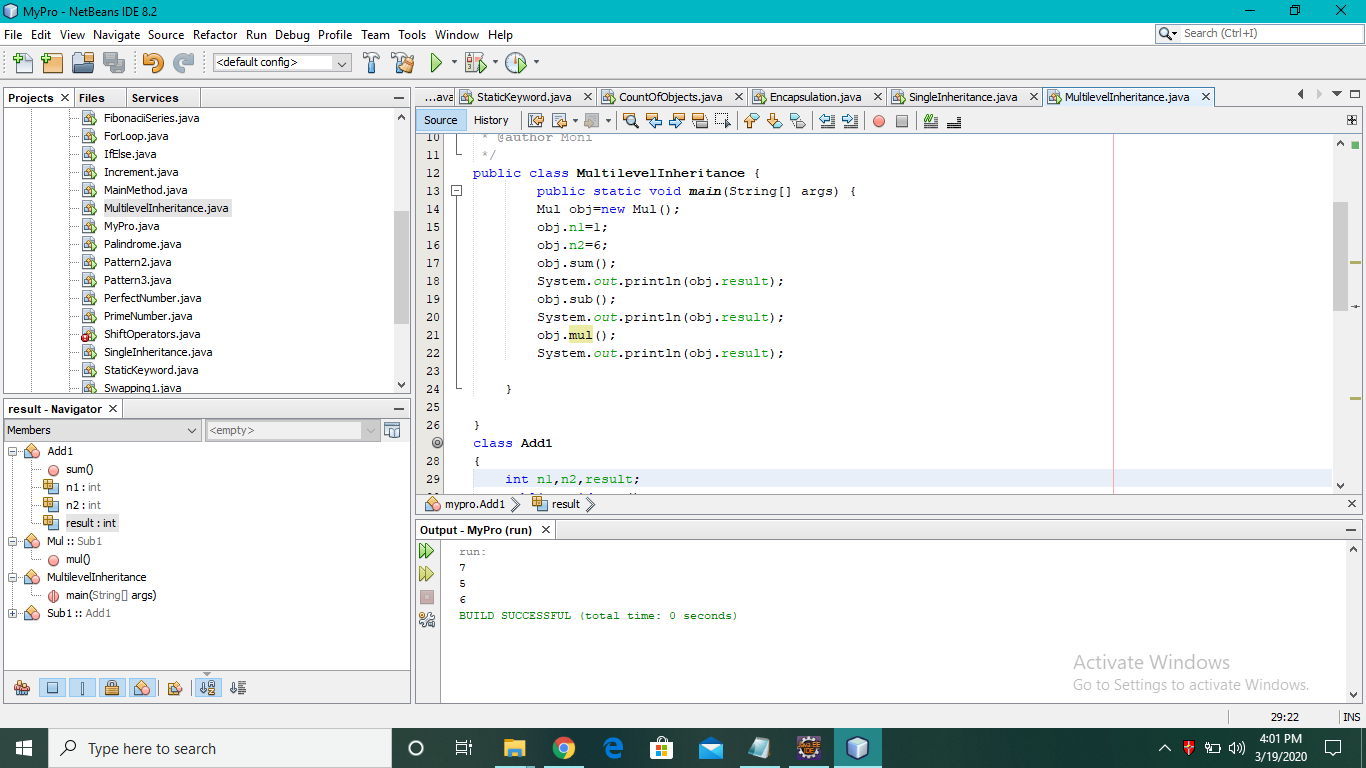 MyPro - NetBeans IDE 8.2
File Edit View Navigate Source Refactor Run Debug Profile Team Tools Window Help
Search (Ctrl+I)
<default config>
Projects Files Services
FibonaciiSeries.java
ForLoop.java
IfElse.java
Increment.java
MainMethod.java
MultilevelInheritance.java
MyPro.java
Palindrome.java
Pattern2.java
Pattern3.java
PerfectNumber.java
PrimeNumber.java
ShiftOperators.java
SingleInheritance.java
StaticKeyword.java
Swapping1.java
result - Navigator
Members <empty>
Add1
sum()
n1 : int
n2 : int
result : int
Mul :: Sub1
mul()
MultilevelInheritance
main(String[] args)
Sub1 :: Add1
...ava StaticKeyword.java CountOfObjects.java Encapsulation.java SingleInheritance.java MultilevelInheritance.java
Source History
10 * @author Moni
11 */
12 public class MultilevelInheritance {
13 public static void main(String[] args) {
14 Mul obj=new Mul();
15 obj.n1=1;
16 obj.n2=6;
17 obj.sum();
18 System.out.println(obj.result);
19 obj.sub();
20 System.out.println(obj.result);
21 obj.mul();
22 System.out.println(obj.result);
23
24 }
25
26 }
class Add1
28 {
29 int n1,n2,result;
mypro.Add1 result
Output - MyPro (run)
run:
7
5
6
BUILD SUCCESSFUL (total time: 0 seconds)
Activate Windows
Go to Settings to activate Windows.
29:22 INS
Type here to search
4:01 PM
3/19/2020